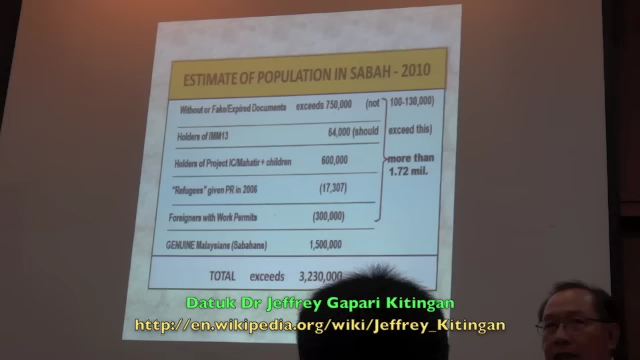 ESTIMATE OF POPULATION IN SABAH - 2010
Without or Fake/Expired Documents exceeds 750,000 (not 100-130,000)
Holders of IMM13 64,000 (should exceed this)
Holders of Project IC/Mahatir + children 600,000
more than
1.72 mil.
"Refugees" given PR in 2006 (17,307)
Foreigners with Work Permits (300,000)
GENUINE Malaysians (Sabahans) 1,500,000
TOTAL exceeds 3,230,000
Datuk Dr Jeffrey Gapari Kitingan
http://en.wikipedia.org/wiki/Jeffrey_Kitingan